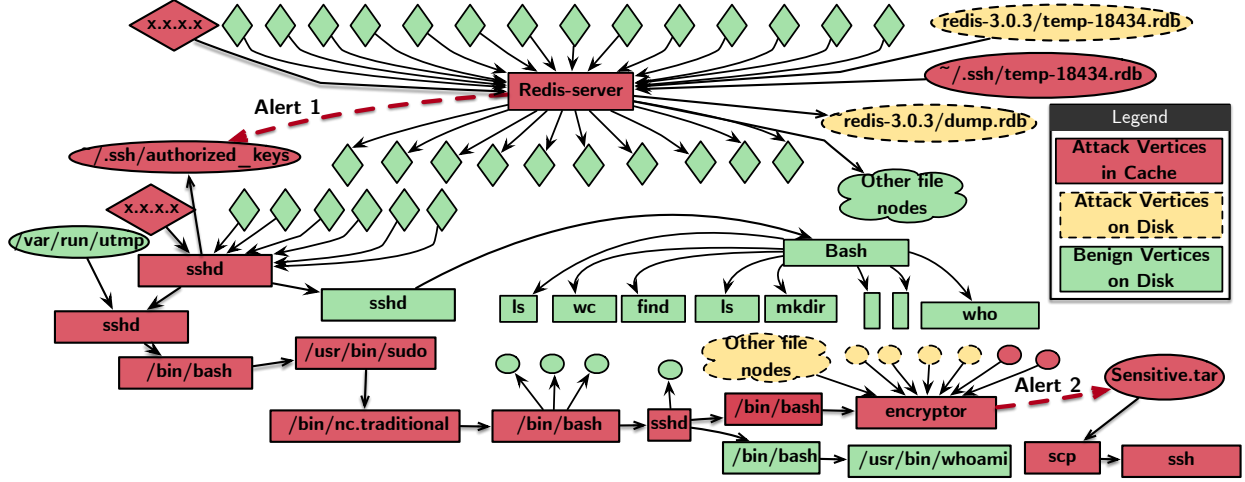 x.x.x.x
redis-3.0.3/temp-18434.rdb
~/.ssh/temp-18434.rdb
Redis-server
Alert 1
redis-3.0.3/dump.rdb
Legend
Attack Vertices
in Cache
Attack Vertices
on Disk
Benign Vertices
on Disk
~/.ssh/authorized_keys
Other file
nodes
x.x.x.x
/var/run/utmp
sshd
Bash
sshd
ls
wc
find
ls
mkdir
who
sshd
/bin/bash
/usr/bin/sudo
Other file
nodes
Alert 2
Sensitive.tar
/bin/nc.traditional
/bin/bash
sshd
/bin/bash
encryptor
/bin/bash
/usr/bin/whoami
scp
ssh